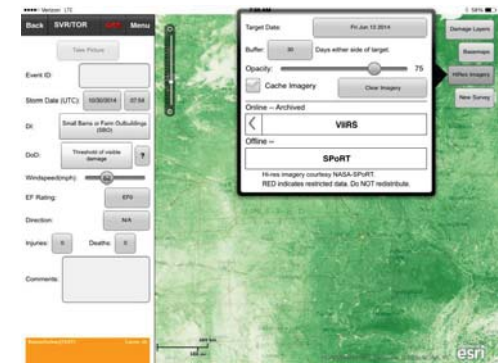 Verizon LTE
58%
Back SVR/TOR Menu
Take Picture
Event ID:
Storm Date (UTC): 10/30/2014 07:58
DI: Small Barns or Farm Outbuildings (SBO)
DoD: Threshold of visible damage ?
Windspeed(mph):
EF Rating: EF0
Direction: N/A
Injuries: 0 Deaths: 0
Comments:
Target Date: Fri Jun 13 2014
Buffer: 30 Days either side of target.
Opacity: 75
Cache Imagery Clear Imagery
Online -- Archived
VIIRS
Offline --
SPoRT
Hi-res imagery courtesy NASA-SPoRT.
RED indicates restricted data. Do NOT redistribute.
Damage Layers
Basemaps
HiRes Imagery
New Survey
esri